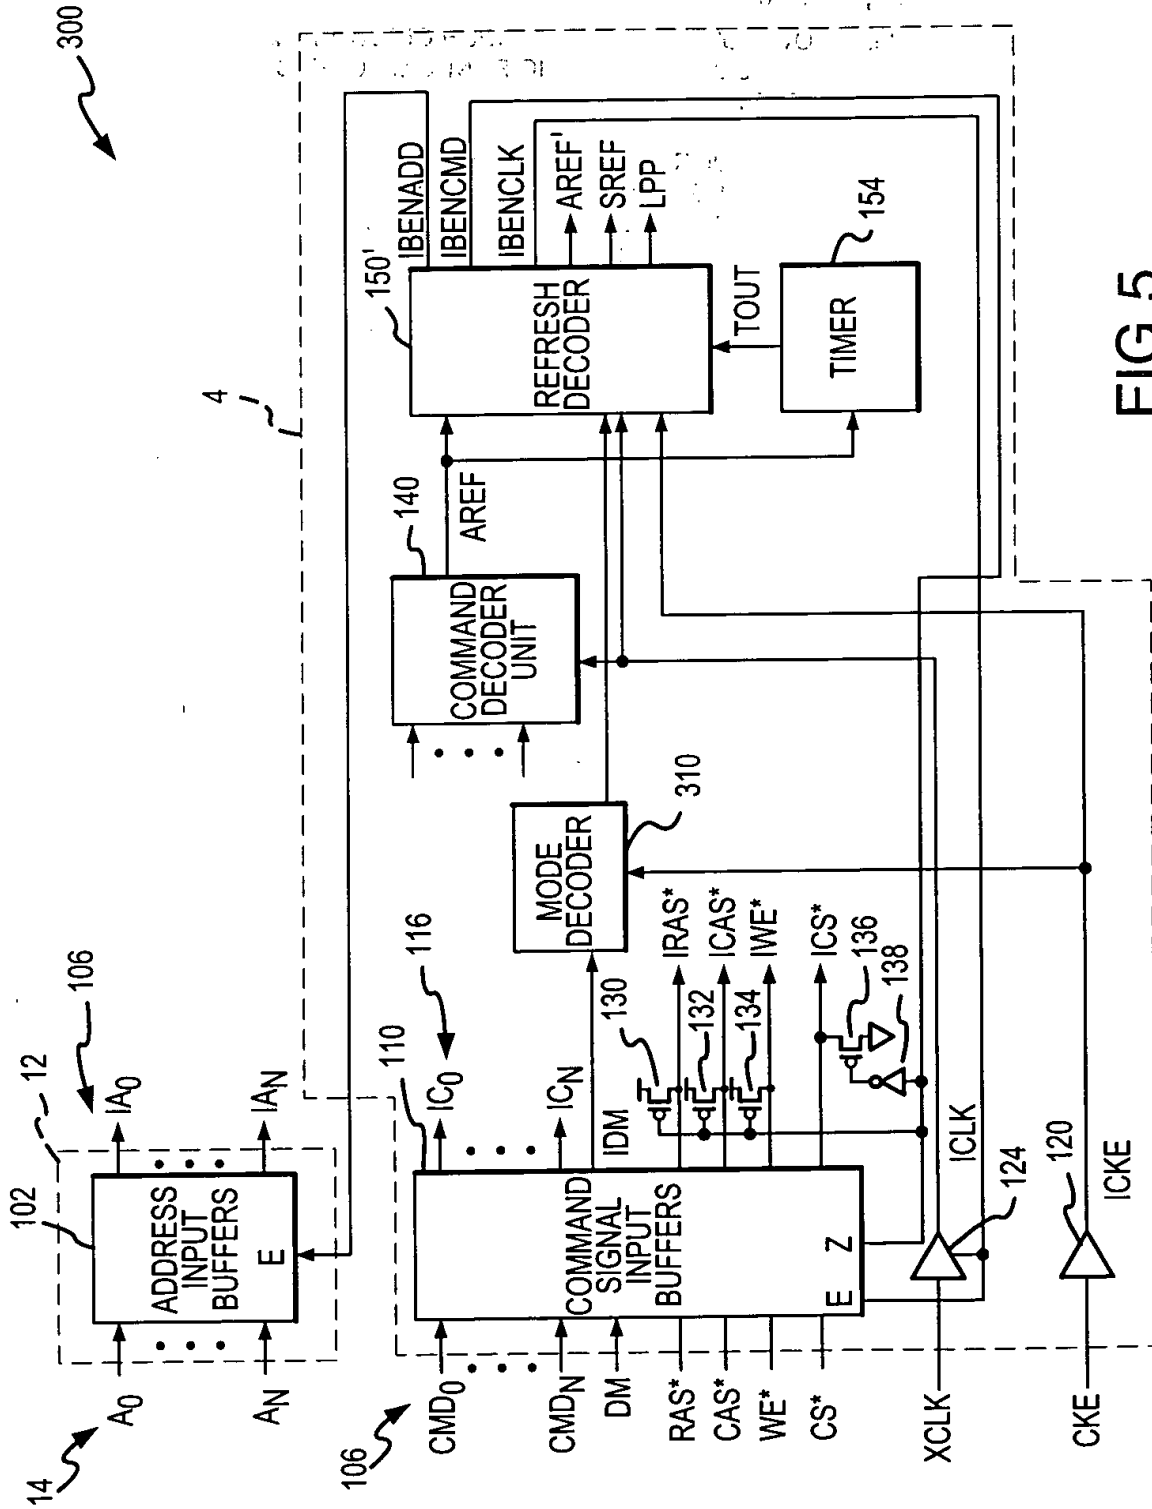 300
14
A0
• • •
AN
102
ADDRESS
INPUT
BUFFERS
E
12
IA0
• • •
IAN
106
4
106
CMD0
• • •
CMDN
DM
RAS*
CAS*
WE*
CS*
XCLK
CKE
110
COMMAND
SIGNAL
INPUT
BUFFERS
E
Z
IC0
• • • •
ICN
116
IDM
130
132
134
IRAS*
ICAS*
IWE*
ICS*
136
138
ICLK
124
120
ICKE
MODE
DECODER
310
• • •
COMMAND
DECODER
UNIT
140
AREF
REFRESH
DECODER
150'
IBENADD
IBENCMD
IBENCLK
AREF'
SREF
LPP
TOUT
TIMER
154
FIG.5